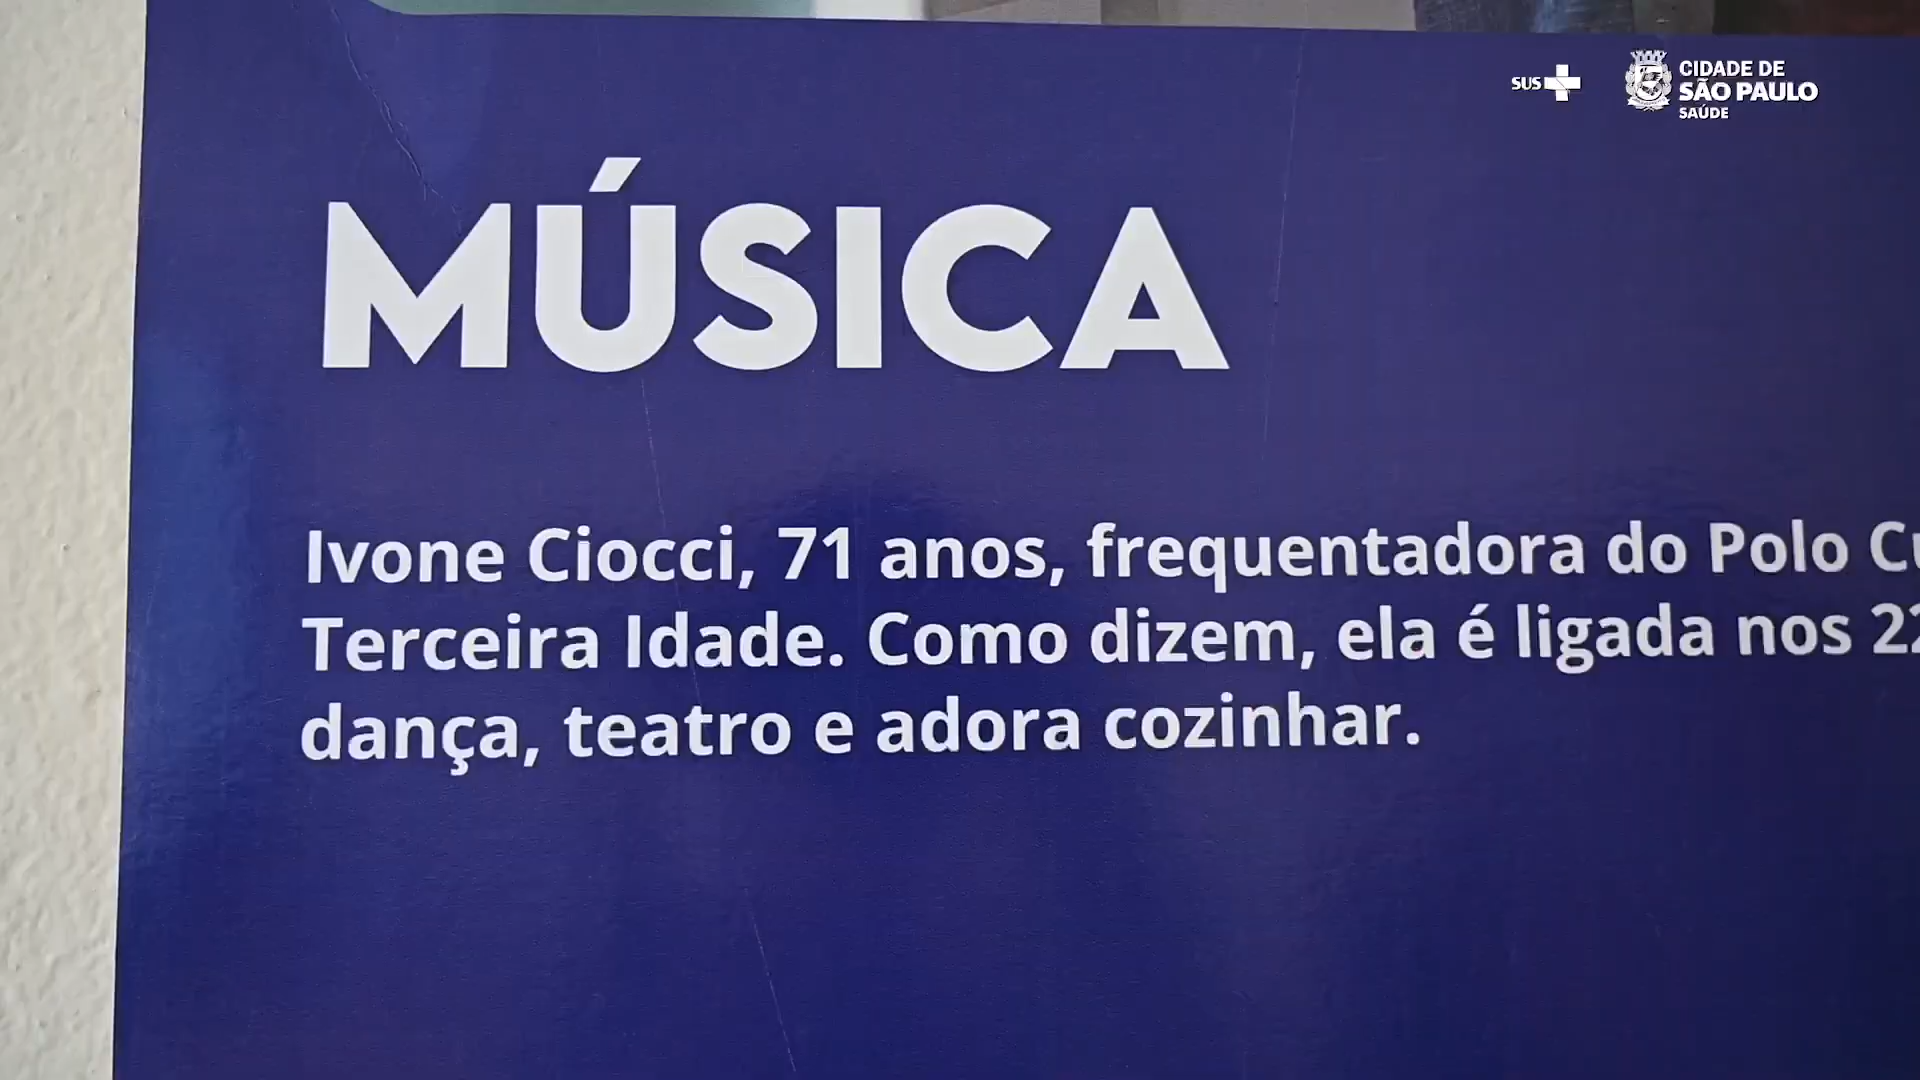 SUS
CIDADE DE
SÃO PAULO
SAÚDE
MÚSICA
Ivone Ciocci, 71 anos, frequentadora do Polo
Terceira Idade. Como dizem, ela é ligada nos
dança, teatro e adora cozinhar.